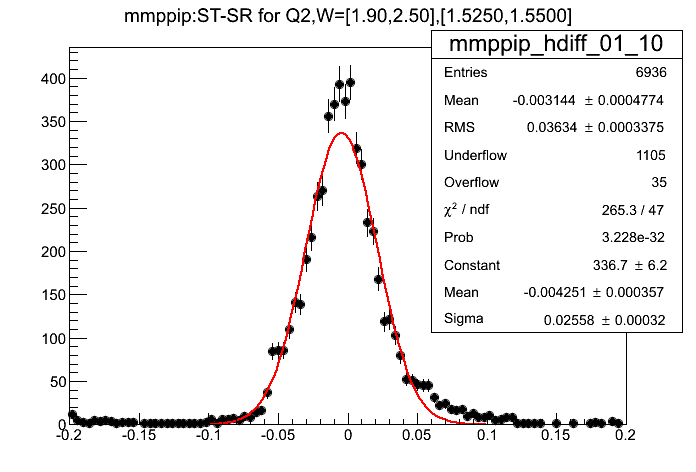 mmppip:ST-SR for Q2,W=[1.90,2.50],[1.5250,1.5500]
mmppip_hdiff_01_10
Entries 6936
Mean -0.003144 ± 0.0004774
RMS 0.03634 ± 0.0003375
Underflow 1105
Overflow 35
χ² / ndf 265.3 / 47
Prob 3.228e-32
Constant 336.7 ± 6.2
Mean -0.004251 ± 0.000357
Sigma 0.02558 ± 0.00032
400
350
300
250
200
150
100
50
0
-0.2 -0.15 -0.1 -0.05 0 0.05 0.1 0.15 0.2